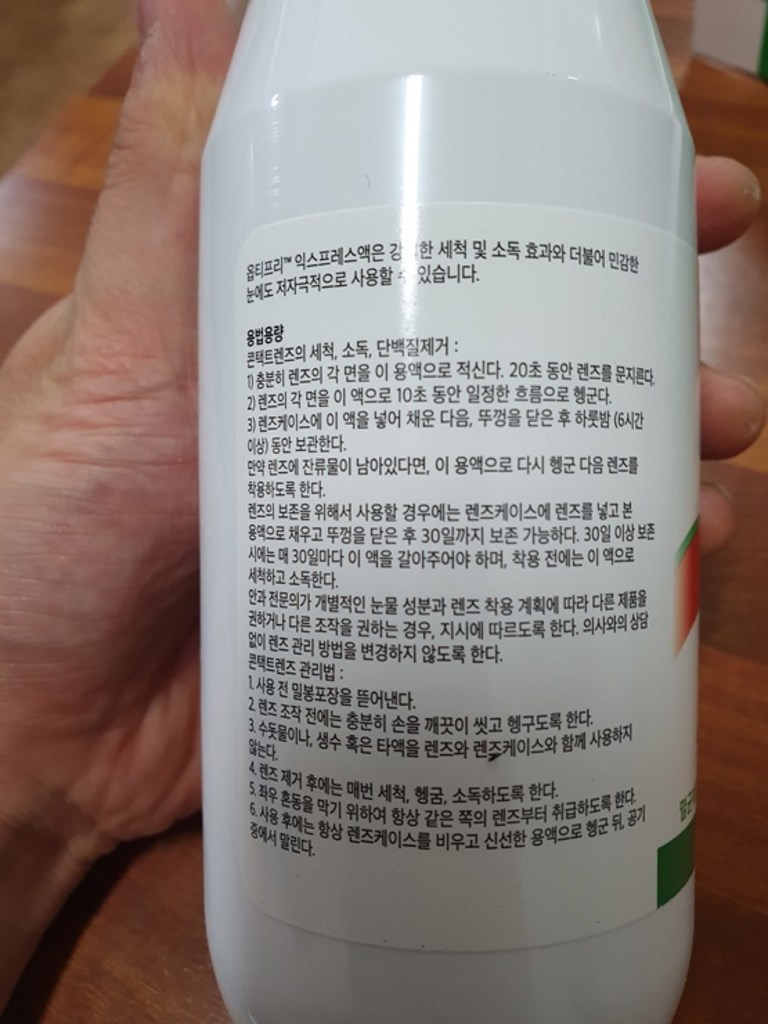 옵티프리™ 익스프레스액은 강력한 세척 및 소독 효과와 더불어 민감한
눈에도 저자극적으로 사용할 수 있습니다.
용법용량
콘택트렌즈의 세척, 소독, 단백질제거 :
1) 충분히 렌즈의 각 면을 이 용액으로 적신다. 20초 동안 렌즈를 문지른다.
2) 렌즈의 각 면을 이 액으로 10초 동안 일정한 흐름으로 헹군다.
3) 렌즈케이스에 이 액을 넣어 채운 다음, 뚜껑을 닫은 후 하룻밤 (6시간
이상) 동안 보관한다.
만약 렌즈에 잔류물이 남아있다면, 이 용액으로 다시 헹군 다음 렌즈를
착용하도록 한다.
렌즈의 보존을 위해서 사용할 경우에는 렌즈케이스에 렌즈를 넣고 본
용액으로 채우고 뚜껑을 닫은 후 30일까지 보존 가능하다. 30일 이상 보존
시에는 매 30일마다 이 액을 갈아주어야 하며, 착용 전에는 이 액으로
세척하고 소독한다.
안과 전문의가 개별적인 눈물 성분과 렌즈 착용 계획에 따라 다른 제품을
권하거나 다른 조작을 권하는 경우, 지시에 따르도록 한다. 의사와의 상담
없이 렌즈 관리 방법을 변경하지 않도록 한다.
콘택트렌즈 관리법 :
1. 사용 전 밀봉포장을 뜯어낸다.
2. 렌즈 조작 전에는 충분히 손을 깨끗이 씻고 헹구도록 한다.
3. 수돗물이나, 생수 혹은 타액을 렌즈와 렌즈케이스와 함께 사용하지
않는다.
4. 렌즈 제거 후에는 매번 세척, 헹굼, 소독하도록 한다.
5. 좌우 혼동을 막기 위하여 항상 같은 쪽의 렌즈부터 취급하도록 한다.
6. 사용 후에는 항상 렌즈케이스를 비우고 신선한 용액으로 헹군 뒤, 공기
중에서 말린다.